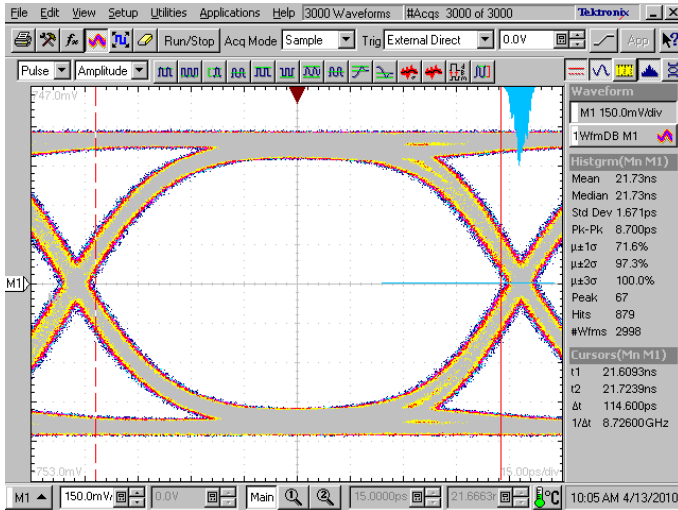 File Edit View Setup Utilities Applications Help 3000 Waveforms #Acqs 3000 of 3000 Tektronix
Run/Stop Acq Mode Sample Trig External Direct 0.0V App
Pulse Amplitude
747.0mV
Waveform
M1 150.0mV/div
1WfmDB M1
Histgrm(Mn M1)
Mean 21.73ns
Median 21.73ns
Std Dev 1.671ps
Pk-Pk 8.700ps
µ±1σ 71.6%
µ±2σ 97.3%
µ±3σ 100.0%
Peak 67
Hits 879
#Wfms 2998
M1
Cursors(Mn M1)
t1 21.6093ns
t2 21.7239ns
Δt 114.600ps
1/Δt 8.72600GHz
-753.0mV
15.00ps/div
M1 150.0mV/ 0.0V Main 1 2 15.0000ps 21.6663r °C 10:05 AM 4/13/2010